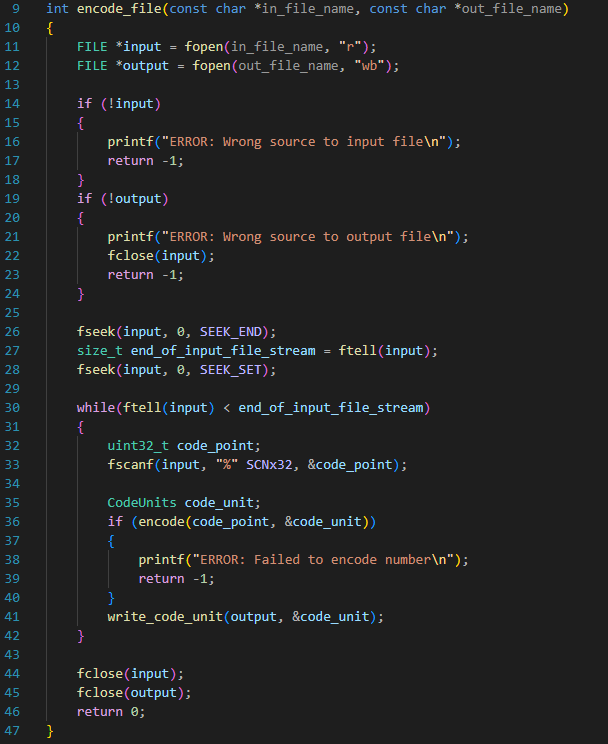 9 int encode_file(const char *in_file_name, const char *out_file_name)
10 {
11     FILE *input = fopen(in_file_name, "r");
12     FILE *output = fopen(out_file_name, "wb");
13
14     if (!input)
15     {
16         printf("ERROR: Wrong source to input file\n");
17         return -1;
18     }
19     if (!output)
20     {
21         printf("ERROR: Wrong source to output file\n");
22         fclose(input);
23         return -1;
24     }
25
26     fseek(input, 0, SEEK_END);
27     size_t end_of_input_file_stream = ftell(input);
28     fseek(input, 0, SEEK_SET);
29
30     while(ftell(input) < end_of_input_file_stream)
31     {
32         uint32_t code_point;
33         fscanf(input, "%" SCNx32, &code_point);
34
35         CodeUnits code_unit;
36         if (encode(code_point, &code_unit))
37         {
38             printf("ERROR: Failed to encode number\n");
39             return -1;
40         }
41         write_code_unit(output, &code_unit);
42     }
43
44     fclose(input);
45     fclose(output);
46     return 0;
47 }